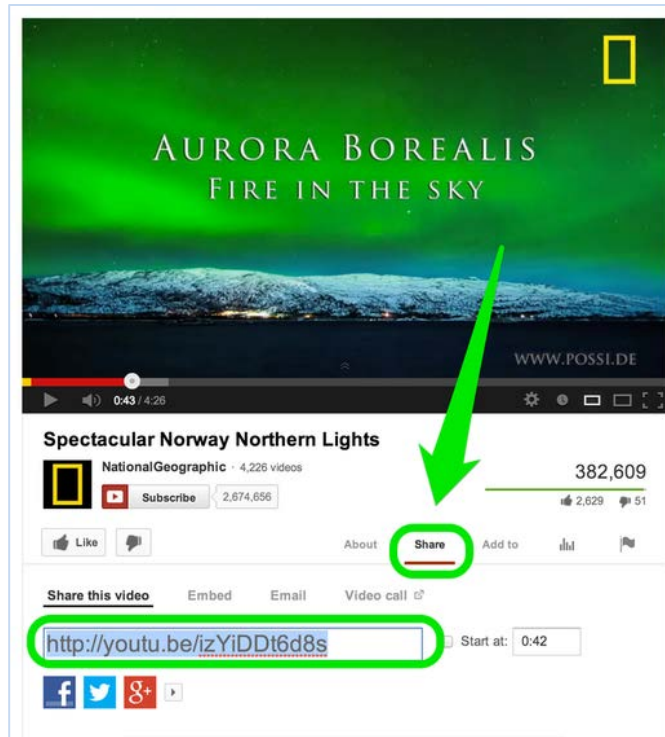 AURORA BOREALIS
FIRE IN THE SKY
WWW.POSSI.DE
0:43 / 4:26
Spectacular Norway Northern Lights
NationalGeographic · 4,226 videos
Subscribe 2,674,656
382,609
2,629 51
Like
About Share Add to
Share this video Embed Email Video call
http://youtu.be/izYiDDt6d8s Start at: 0:42
f 8+